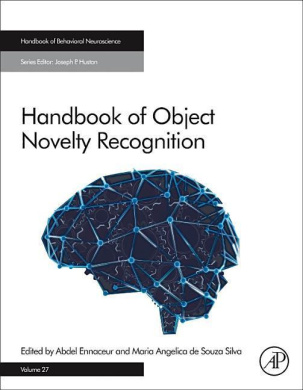 Handbook of Behavioral Neuroscience
Series Editor: Joseph P. Huston
Handbook of Object
Novelty Recognition
Edited by Abdel Ennaceur and Maria Angelica de Souza Silva
Volume 27
AP